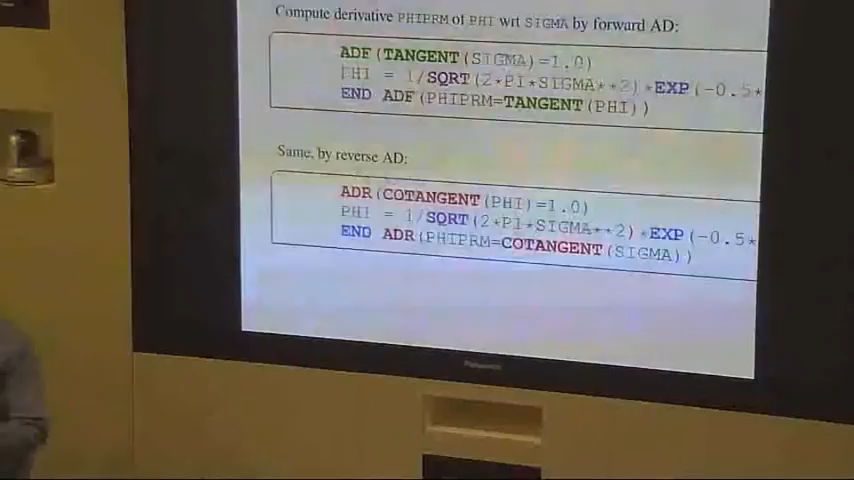 Compute derivative PHIPRM of PHI wrt SIGMA by forward AD:
ADF(TANGENT(SIGMA)=1.0)
PHI = 1/SQRT(2*PI*SIGMA**2)*EXP(-0.5*
END ADF(PHIPRM=TANGENT(PHI))
Same, by reverse AD:
ADR(COTANGENT(PHI)=1.0)
PHI = 1/SQRT(2*PI*SIGMA**2)*EXP(-0.5*
END ADR(PHIPRM=COTANGENT(SIGMA))
Panasonic